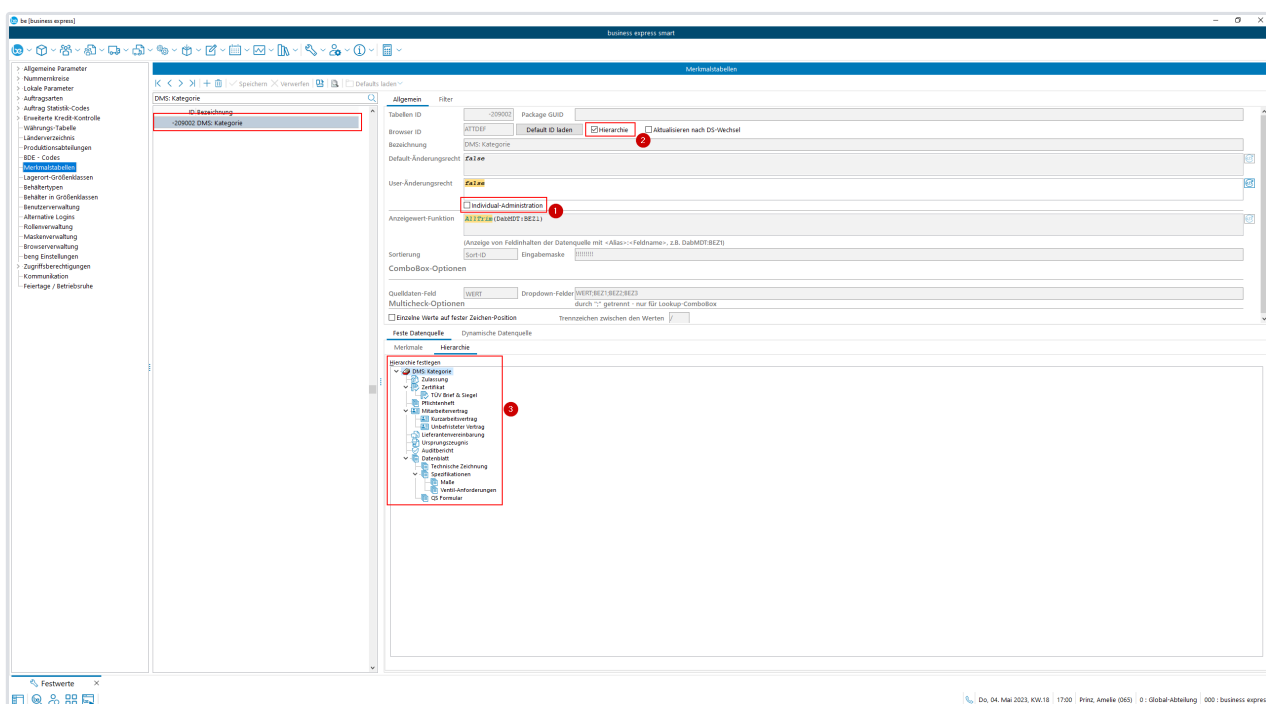 be [business express]
business express smart
Allgemeine Parameter
Nummernkreise
Lokale Parameter
Auftragsarten
Auftrag Statistik-Codes
Erweiterte Kredit-Kontrolle
Währungs-Tabelle
Länderverzeichnis
Produktionsabteilungen
BDE - Codes
Merkmalstabellen
Lagerort-Größenklassen
Behältertypen
Behälter in Größenklassen
Benutzerverwaltung
Alternative Logins
Rollenverwaltung
Maskenverwaltung
Browserverwaltung
beng Einstellungen
Zugriffsberechtigungen
Kommunikation
Feiertage / Betriebsruhe
Merkmalstabellen
Speichern Verwerfen Defaults laden
DMS: Kategorie
ID Bezeichnung
-209002 DMS: Kategorie
Allgemein Filter
Tabellen ID -209002 Package GUID
Browser ID ATTDEF Default ID laden Hierarchie Aktualisieren nach DS-Wechsel
2
Bezeichnung DMS: Kategorie
Default-Änderungsrecht false
User-Änderungsrecht false
Individual-Administration
1
Anzeigewert-Funktion AllTrim(DabMDT:BEZ1)
(Anzeige von Feldinhalten der Datenquelle mit <Alias>:<Feldname>, z.B. DabMDT:BEZ1)
Sortierung Sort-ID Eingabemaske !!!!!!!!!
ComboBox-Optionen
Quelldaten-Feld WERT Dropdown-Felder WERT;BEZ1;BEZ2;BEZ3
Multicheck-Optionen durch ";" getrennt - nur für Lookup-ComboBox
Einzelne Werte auf fester Zeichen-Position Trennzeichen zwischen den Werten /
Feste Datenquelle Dynamische Datenquelle
Merkmale Hierarchie
Hierarchie festlegen
DMS: Kategorie
Zulassung
Zertifikat
TÜV Brief & Siegel
Pflichtenheft
Mitarbeitervertrag
3
Kurzarbeitsvertrag
Unbefristeter Vertrag
Lieferantenvereinbarung
Ursprungszeugnis
Auditbericht
Datenblatt
Technische Zeichnung
Spezifikationen
Maße
Ventil-Anforderungen
QS Formular
Festwerte
Do, 04. Mai 2023, KW.18 17:00 Prinz, Amelie (065) 0 : Global-Abteilung 000 : business expres